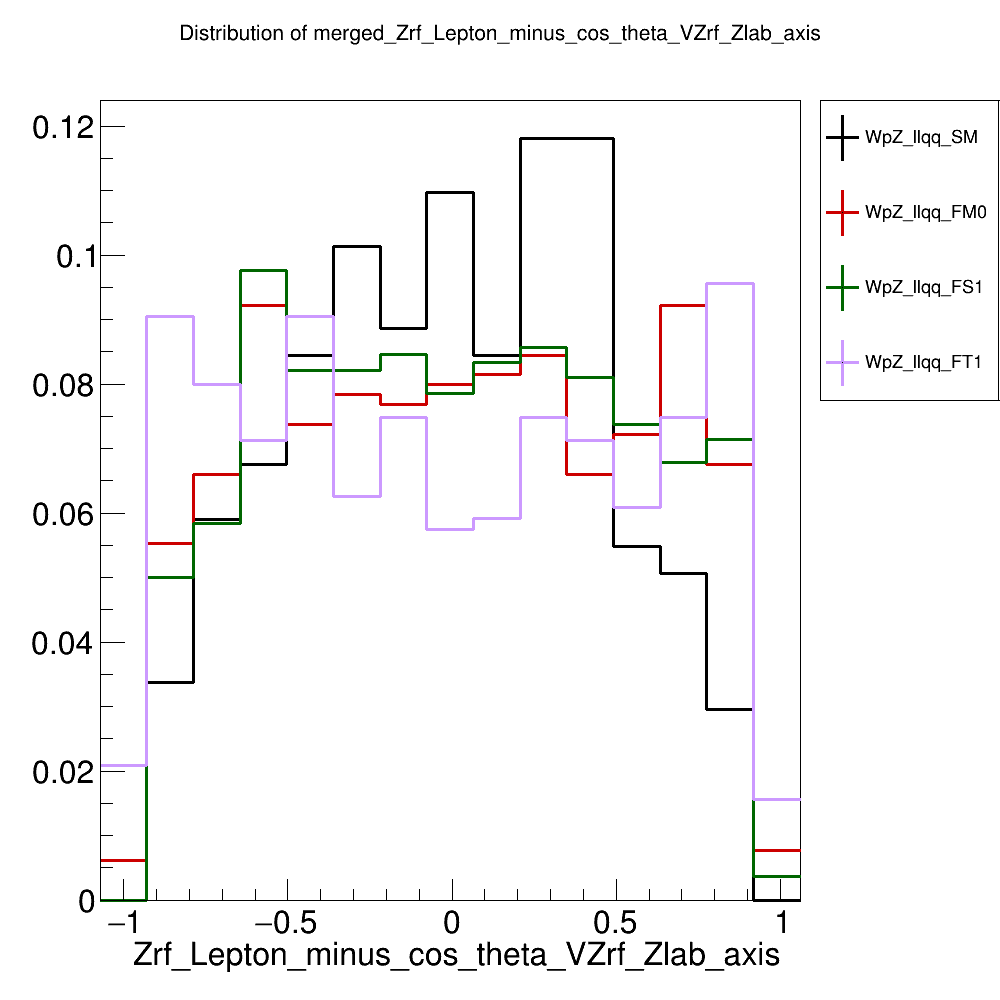 Distribution of merged_Zrf_Lepton_minus_cos_theta_VZrf_Zlab_axis
0.12
0.1
0.08
0.06
0.04
0.02
0
−1
−0.5
0
0.5
1
Zrf_Lepton_minus_cos_theta_VZrf_Zlab_axis
WpZ_llqq_SM
WpZ_llqq_FM0
WpZ_llqq_FS1
WpZ_llqq_FT1